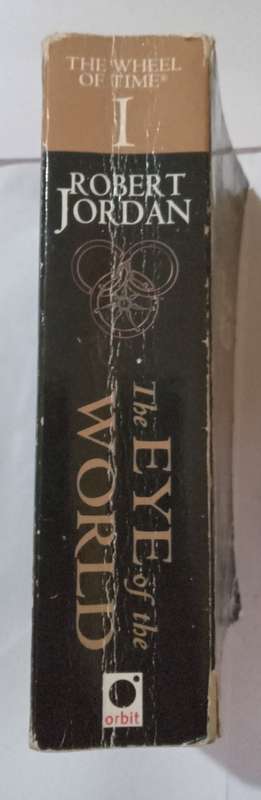 THE WHEEL
OF TIME®
I
ROBERT
JORDAN
The EYE of the
WORLD
orbit